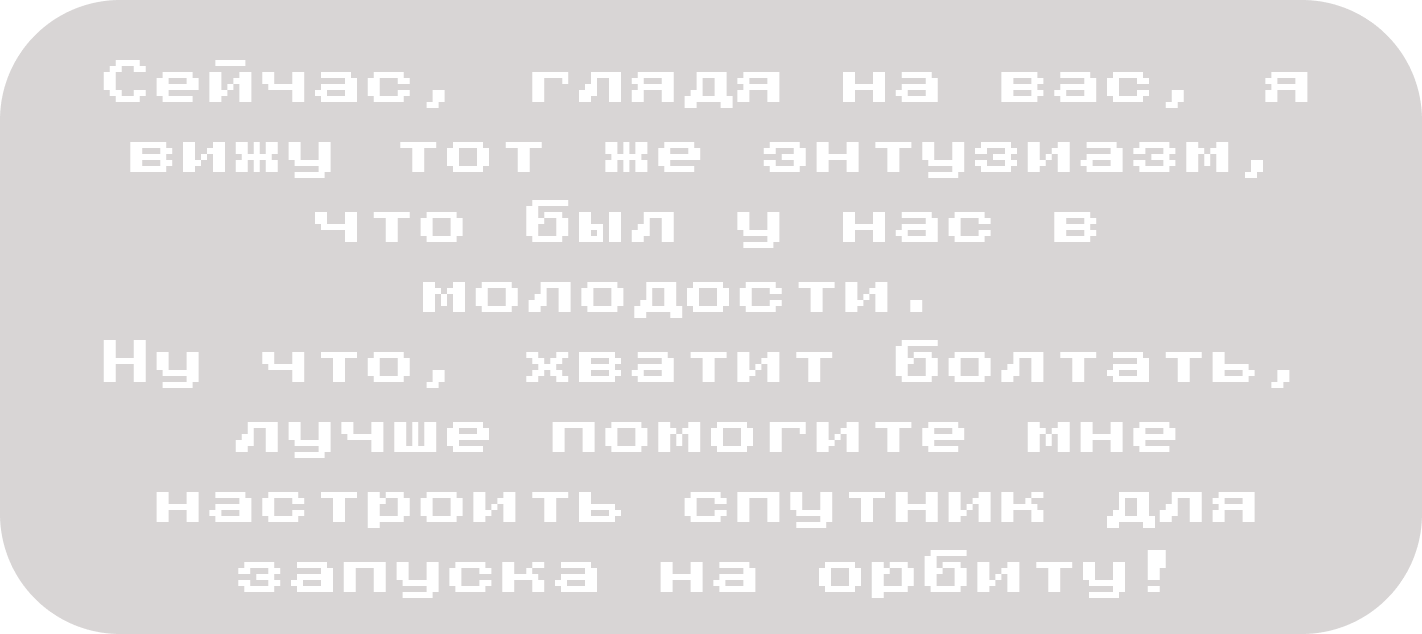 Сейчас, глядя на вас, я
вижу тот же энтузиазм,
что был у нас в
молодости.
Ну что, хватит болтать,
лучше помогите мне
настроить спутник для
запуска на орбиту!